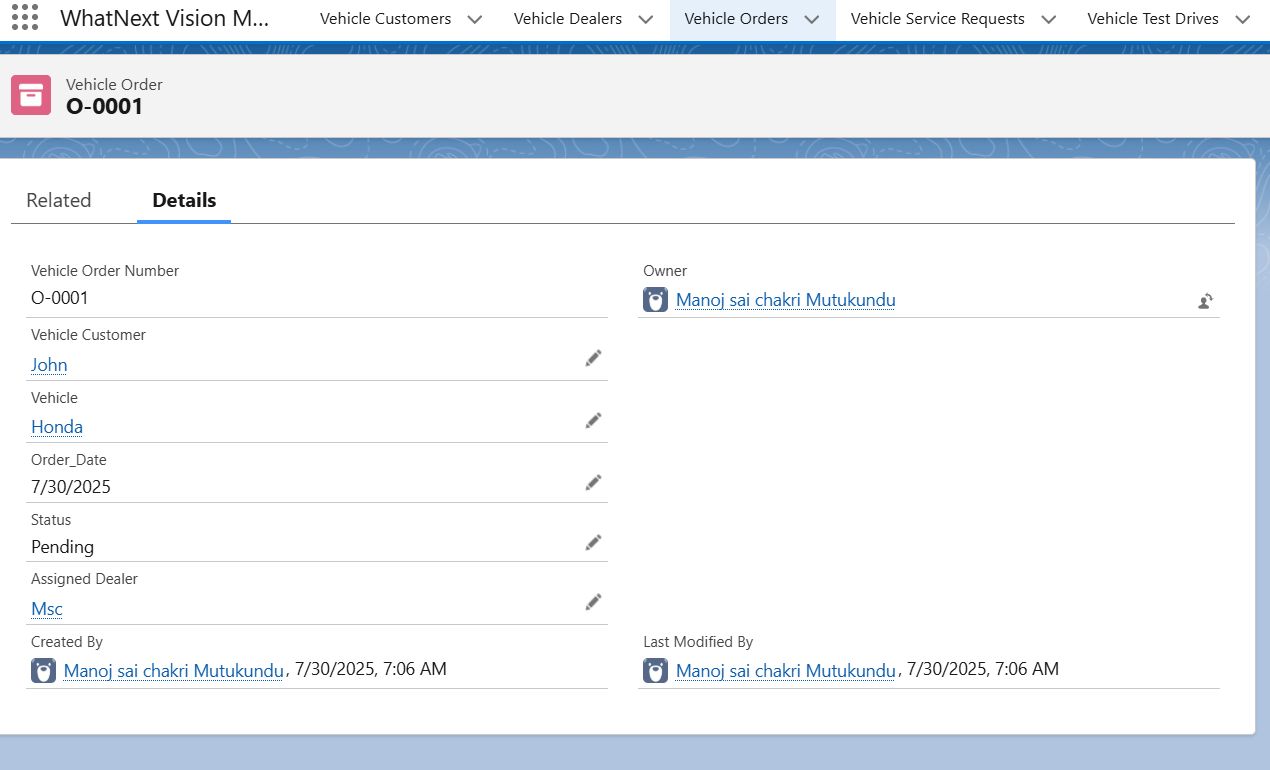 WhatNext Vision M...
Vehicle Customers
Vehicle Dealers
Vehicle Orders
Vehicle Service Requests
Vehicle Test Drives
Vehicle Order
O-0001
Related
Details
Vehicle Order Number
O-0001
Owner
Manoj sai chakri Mutukundu
Vehicle Customer
John
Vehicle
Honda
Order_Date
7/30/2025
Status
Pending
Assigned Dealer
Msc
Created By
Manoj sai chakri Mutukundu, 7/30/2025, 7:06 AM
Last Modified By
Manoj sai chakri Mutukundu, 7/30/2025, 7:06 AM